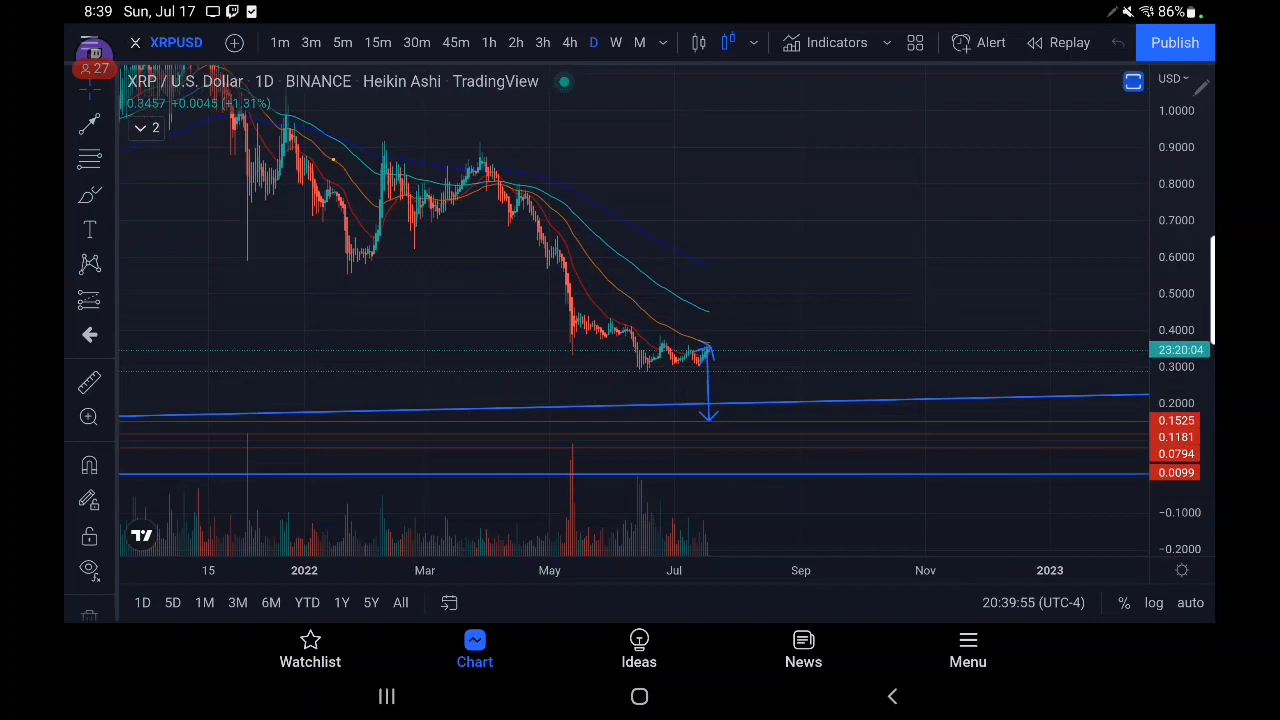 8:39 Sun, Jul 17 86%
27
XRPUSD 1m 3m 5m 15m 30m 45m 1h 2h 3h 4h D W M Indicators Alert Replay Publish
XRP / U.S. Dollar · 1D · BINANCE · Heikin Ashi · TradingView
USD
0.3457 +0.0045 (+1.31%)
2
1.0000
0.9000
0.8000
0.7000
0.6000
0.5000
0.4000
23:20:04
0.3000
0.2000
0.1525
0.1181
0.0794
0.0099
−0.1000
−0.2000
15 2022 Mar May Jul Sep Nov 2023
1D 5D 1M 3M 6M YTD 1Y 5Y All 20:39:55 (UTC-4) % log auto
Watchlist Chart Ideas News Menu